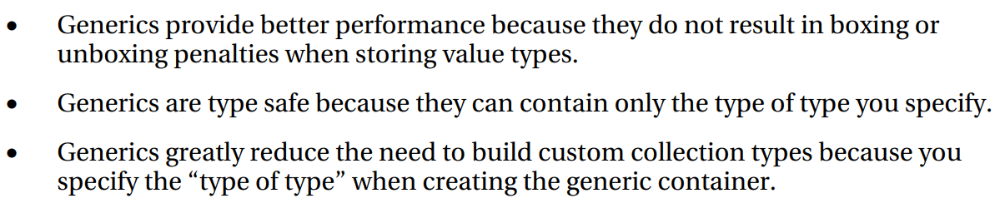 • Generics provide better performance because they do not result in boxing or
unboxing penalties when storing value types.
• Generics are type safe because they can contain only the type of type you specify.
• Generics greatly reduce the need to build custom collection types because you
specify the “type of type” when creating the generic container.